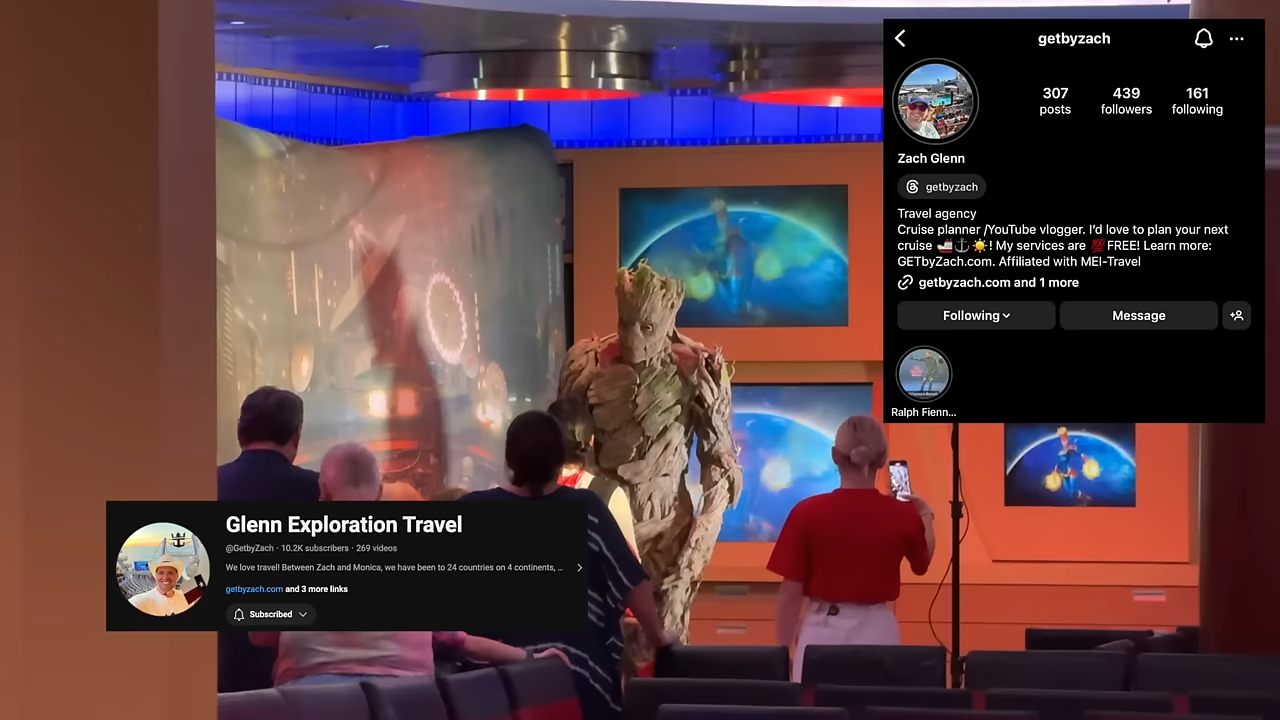 getbyzach
307
439
161
posts
followers
following
Zach Glenn
getbyzach
Travel agency
Cruise planner /YouTube vlogger. I'd love to plan your next
cruise 🚢⚓☀️! My services are 💯FREE! Learn more:
GETbyZach.com. Affiliated with MEI-Travel
getbyzach.com and 1 more
Following
Message
Ralph Fienn...
Glenn Exploration Travel
@GetbyZach · 10.2K subscribers · 269 videos
We love travel! Between Zach and Monica, we have been to 24 countries on 4 continents, ...
getbyzach.com and 3 more links
Subscribed